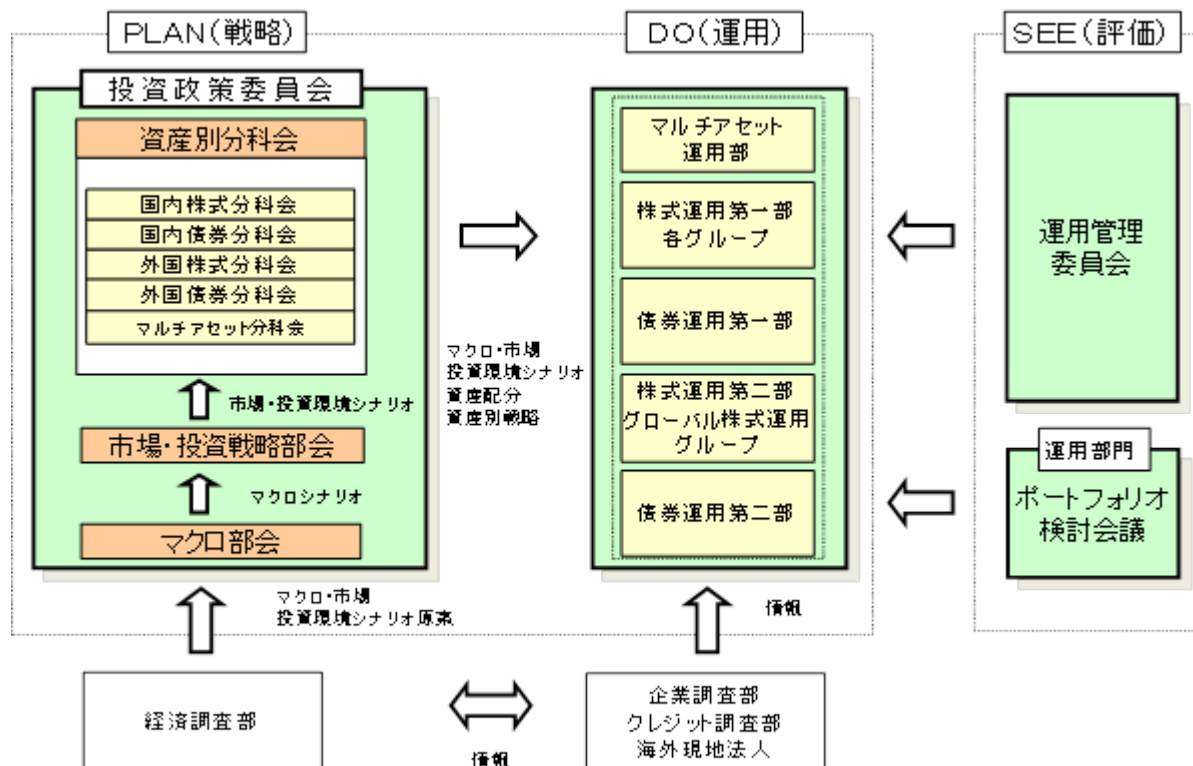 PLAN(戦略)
投資政策委員会
資産別分科会
国内株式分科会
国内債券分科会
外国株式分科会
外国債券分科会
マルチアセット分科会
市場・投資環境シナリオ
市場・投資戦略部会
マクロシナリオ
マクロ部会
マクロ・市場
投資環境シナリオ原案
経済調査部
マクロ・市場
投資環境シナリオ
資産配分
資産別戦略
DO(運用)
マルチアセット
運用部
株式運用第一部
各グループ
債券運用第一部
株式運用第二部
グローバル株式運用
グループ
債券運用第二部
情報
情報
企業調査部
クレジット調査部
海外現地法人
SEE(評価)
運用管理
委員会
運用部門
ポートフォリオ
検討会議